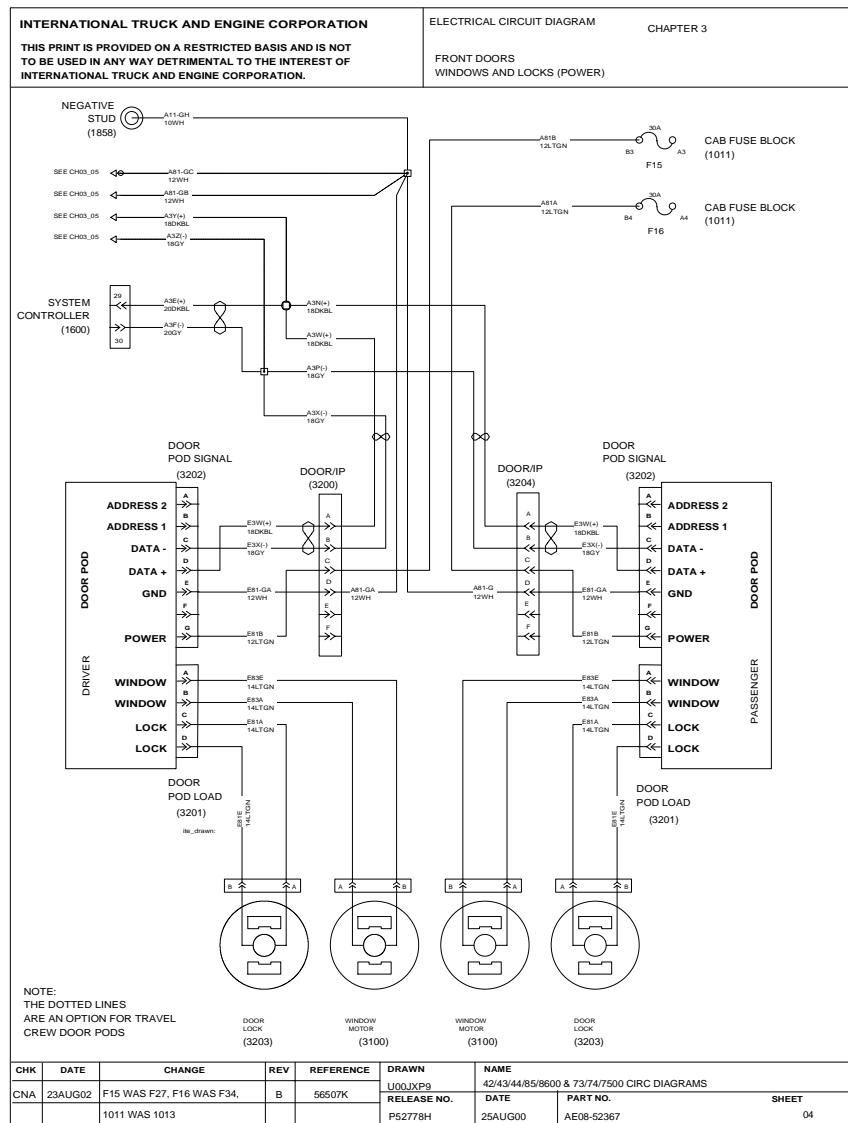 INTERNATIONAL TRUCK AND ENGINE CORPORATION
THIS PRINT IS PROVIDED ON A RESTRICTED BASIS AND IS NOT
TO BE USED IN ANY WAY DETRIMENTAL TO THE INTEREST OF
INTERNATIONAL TRUCK AND ENGINE CORPORATION.
ELECTRICAL CIRCUIT DIAGRAM
CHAPTER 3
FRONT DOORS
WINDOWS AND LOCKS (POWER)
NEGATIVE
STUD
(1858)
A11-GH
10WH
SEE CH03_05
A81-GC
12WH
SEE CH03_05
A81-GB
12WH
SEE CH03_05
A3Y(+)
18DKBL
SEE CH03_05
A3Z(-)
18GY
A81B
12LTGN
30A
B3
A3
F15
CAB FUSE BLOCK
(1011)
A81A
12LTGN
30A
B4
A4
F16
CAB FUSE BLOCK
(1011)
SYSTEM
CONTROLLER
(1600)
29
30
A3E(+)
20DKBL
A3F(-)
20GY
A3N(+)
18DKBL
A3W(+)
18DKBL
A3P(-)
18GY
A3X(-)
18GY
DOOR
POD SIGNAL
(3202)
DOOR/IP
(3200)
DOOR/IP
(3204)
DOOR
POD SIGNAL
(3202)
DOOR POD
DRIVER
ADDRESS 2
ADDRESS 1
DATA -
DATA +
GND
POWER
WINDOW
WINDOW
LOCK
LOCK
A
B
C
D
E
F
G
A
B
C
D
E3W(+)
18DKBL
E3X(-)
18GY
E81-GA
12WH
E81B
12LTGN
A
B
C
D
E
F
A81-GA
12WH
A81-G
12WH
A
B
C
D
E
F
E3W(+)
18DKBL
E3X(-)
18GY
E81-GA
12WH
E81B
12LTGN
A
B
C
D
E
F
G
A
B
C
D
ADDRESS 2
ADDRESS 1
DATA -
DATA +
GND
POWER
WINDOW
WINDOW
LOCK
LOCK
DOOR POD
PASSENGER
E83E
14LTGN
E83A
14LTGN
E81A
14LTGN
E81E
14LTGN
E83E
14LTGN
E83A
14LTGN
E81A
14LTGN
E81E
14LTGN
DOOR
POD LOAD
(3201)
ite_drawn:
DOOR
POD LOAD
(3201)
B
A
A
B
B
A
A
B
DOOR
LOCK
(3203)
WINDOW
MOTOR
(3100)
WINDOW
MOTOR
(3100)
DOOR
LOCK
(3203)
NOTE:
THE DOTTED LINES
ARE AN OPTION FOR TRAVEL
CREW DOOR PODS
CHK DATE CHANGE REV REFERENCE
CNA 23AUG02 F15 WAS F27, F16 WAS F34, B 56507K
1011 WAS 1013
DRAWN
U00JXP9
RELEASE NO.
P52778H
NAME
42/43/44/85/8600 & 73/74/7500 CIRC DIAGRAMS
DATE
25AUG00
PART NO.
AE08-52367
SHEET
04